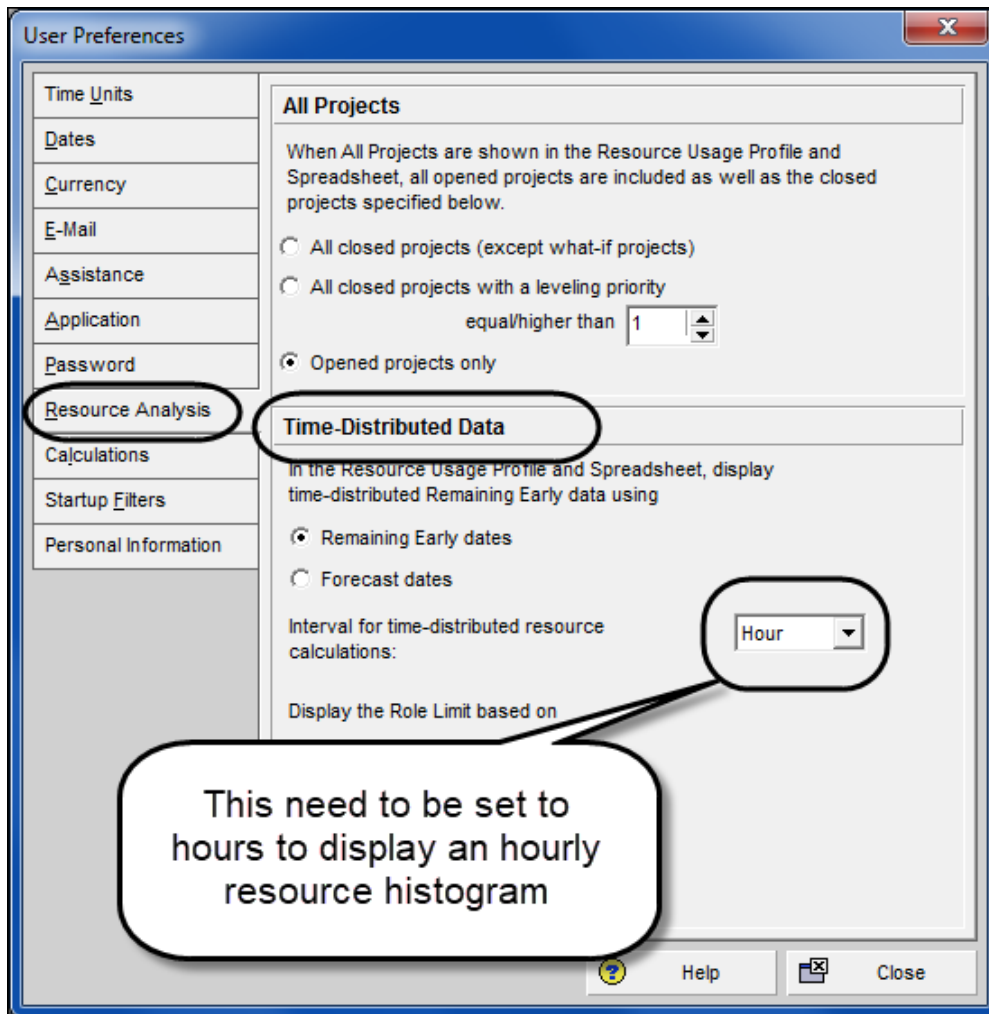 User Preferences
Time Units
Dates
Currency
E-Mail
Assistance
Application
Password
Resource Analysis
Calculations
Startup Filters
Personal Information
All Projects
When All Projects are shown in the Resource Usage Profile and
Spreadsheet, all opened projects are included as well as the closed
projects specified below.
All closed projects (except what-if projects)
All closed projects with a leveling priority
equal/higher than 1
Opened projects only
Time-Distributed Data
In the Resource Usage Profile and Spreadsheet, display
time-distributed Remaining Early data using
Remaining Early dates
Forecast dates
Interval for time-distributed resource
calculations:
Hour
Display the Role Limit based on
This need to be set to
hours to display an hourly
resource histogram
? Help
Close